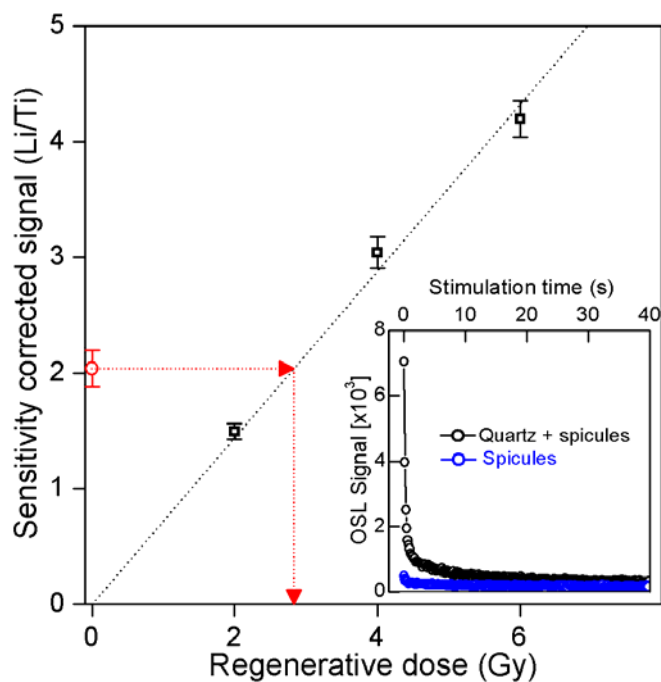 Sensitivity corrected signal (Li/Ti)
5
4
3
2
1
0
0 2 4 6
Regenerative dose (Gy)
Stimulation time (s)
0 10 20 30 40
OSL Signal [x10³]
8
6
4
2
0
Quartz + spicules
Spicules